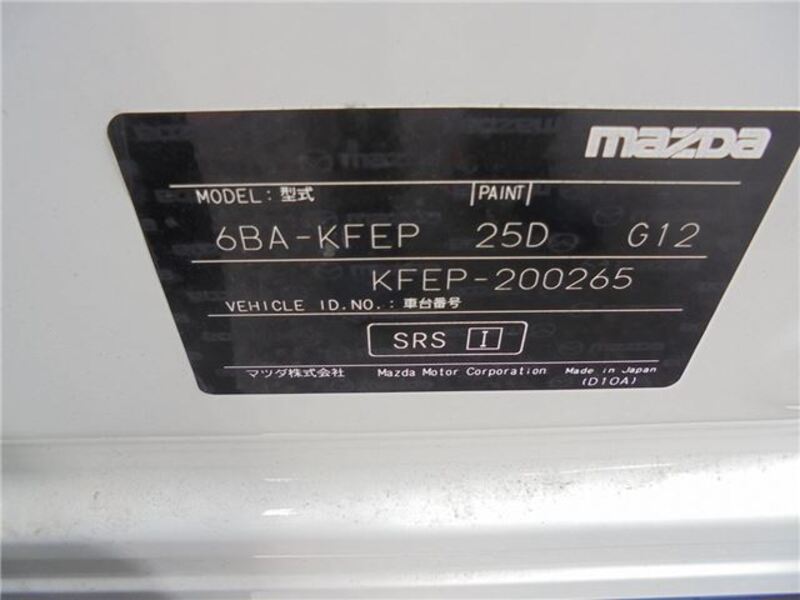 mazda
MODEL: 型式 PAINT
6BA-KFEP 25D G12
KFEP-200265
VEHICLE ID.NO.: 車台番号
SRS I
マツダ株式会社 Mazda Motor Corporation Made in Japan
(D10A)